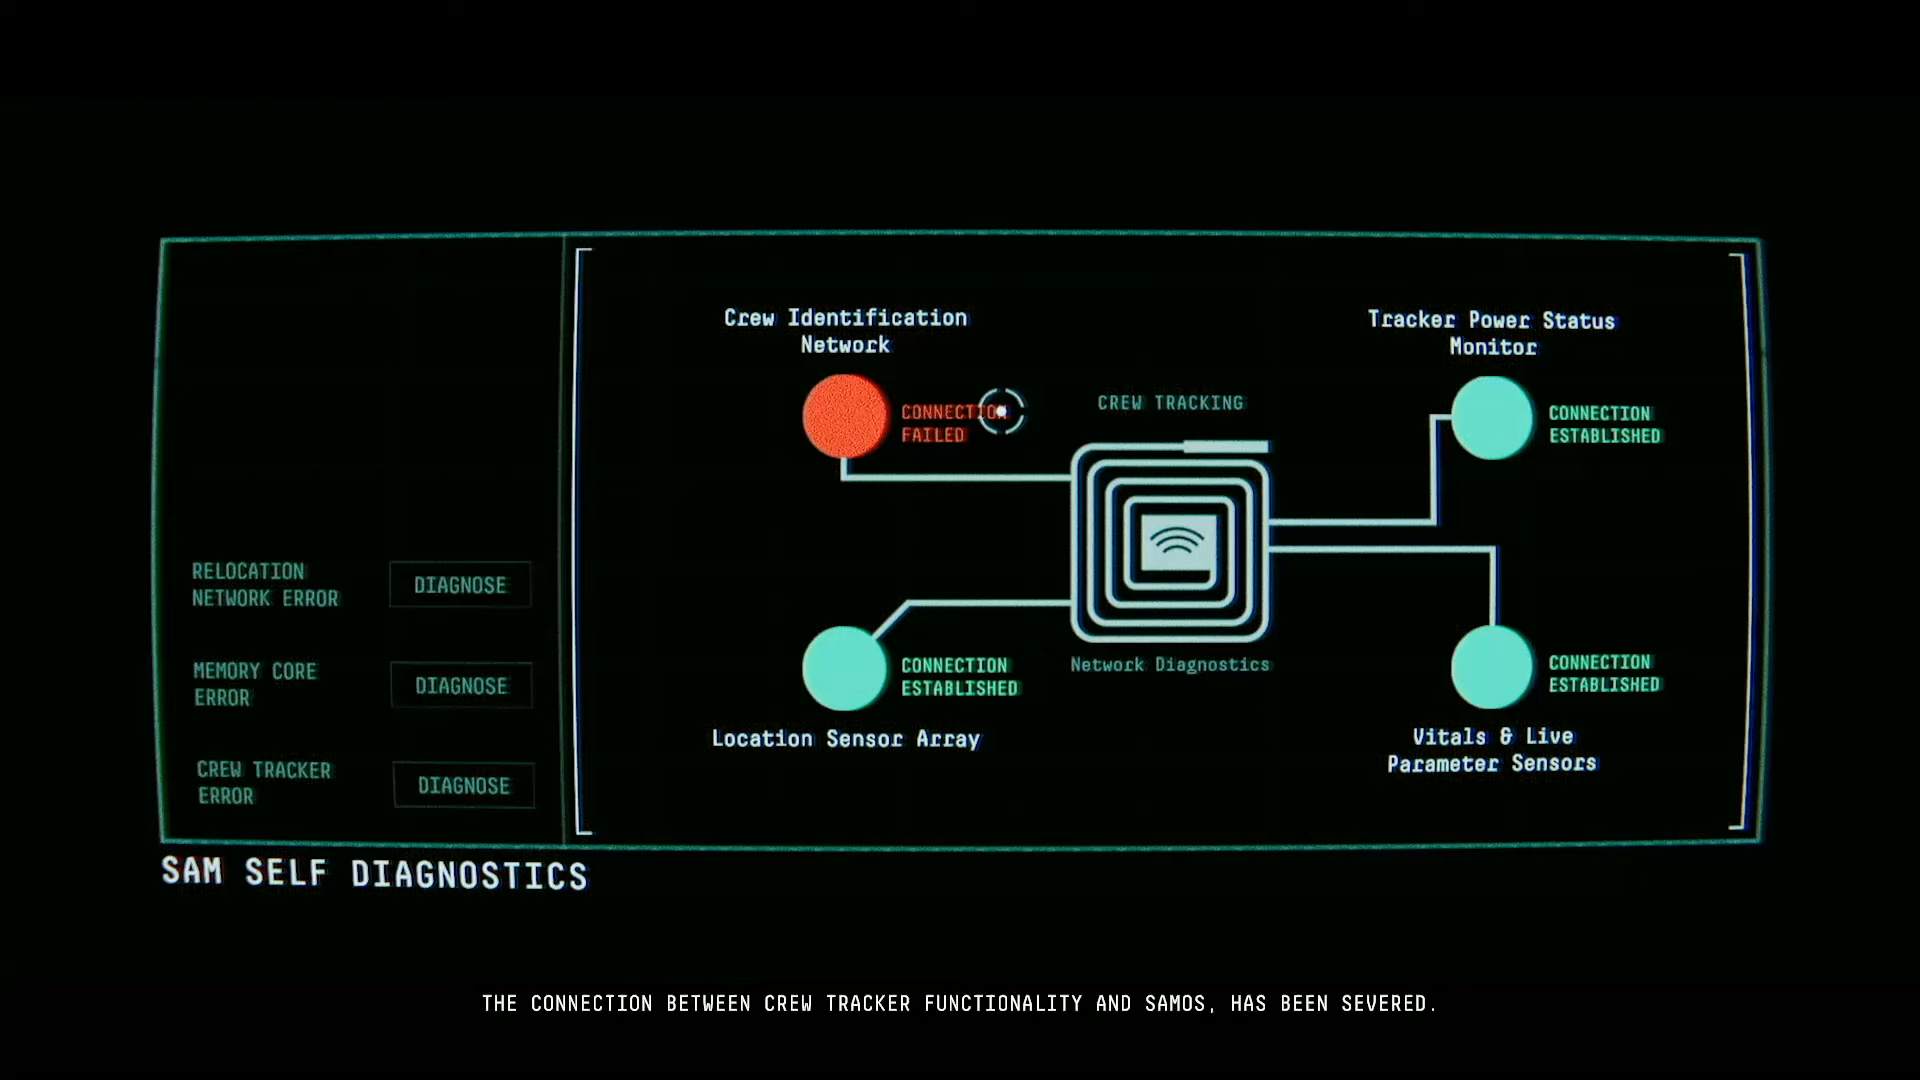 Crew Identification
Network
CONNECTION
FAILED
CREW TRACKING
Tracker Power Status
Monitor
CONNECTION
ESTABLISHED
RELOCATION
NETWORK ERROR
DIAGNOSE
MEMORY CORE
ERROR
DIAGNOSE
CREW TRACKER
ERROR
DIAGNOSE
CONNECTION
ESTABLISHED
Location Sensor Array
Network Diagnostics
CONNECTION
ESTABLISHED
Vitals & Live
Parameter Sensors
SAM SELF DIAGNOSTICS
THE CONNECTION BETWEEN CREW TRACKER FUNCTIONALITY AND SAMOS, HAS BEEN SEVERED.